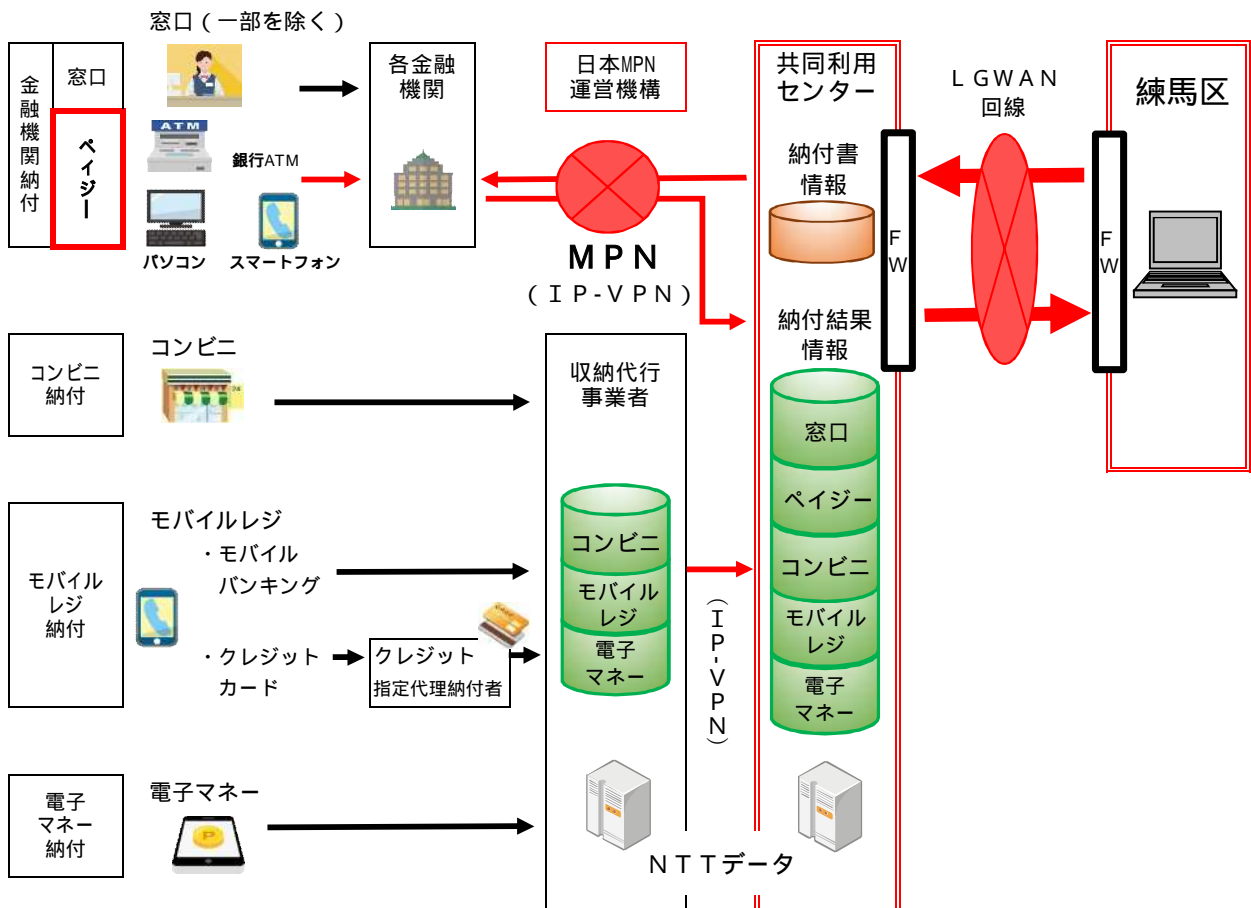 窓口(一部を除く)
金融機関納付
窓口
ペイジー
ATM
銀行ATM
パソコン
スマートフォン
各金融
機関
日本MPN
運営機構
MPN
(IP-VPN)
共同利用
センター
納付書
情報
FW
LGWAN
回線
FW
練馬区
納付結果
情報
窓口
ペイジー
コンビニ
モバイル
レジ
電子
マネー
コンビニ
納付
コンビニ
収納代行
事業者
コンビニ
モバイル
レジ
電子
マネー
(IP-VPN)
モバイル
レジ
納付
モバイルレジ
・モバイル
バンキング
・クレジット
カード
クレジット
指定代理納付者
電子
マネー
納付
電子マネー
P
NTTデータ